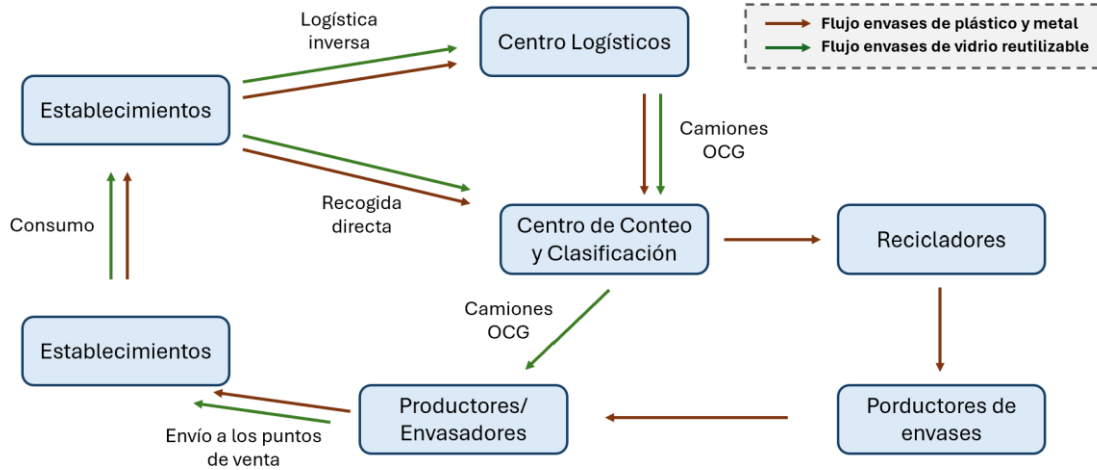 Logística
inversa
Centro Logísticos
Flujo envases de plástico y metal
Flujo envases de vidrio reutilizable
Establecimientos
Camiones
OCG
Recogida
directa
Consumo
Centro de Conteo
y Clasificación
Recicladores
Camiones
OCG
Establecimientos
Productores/
Envasadores
Porductores de
envases
Envío a los puntos
de venta